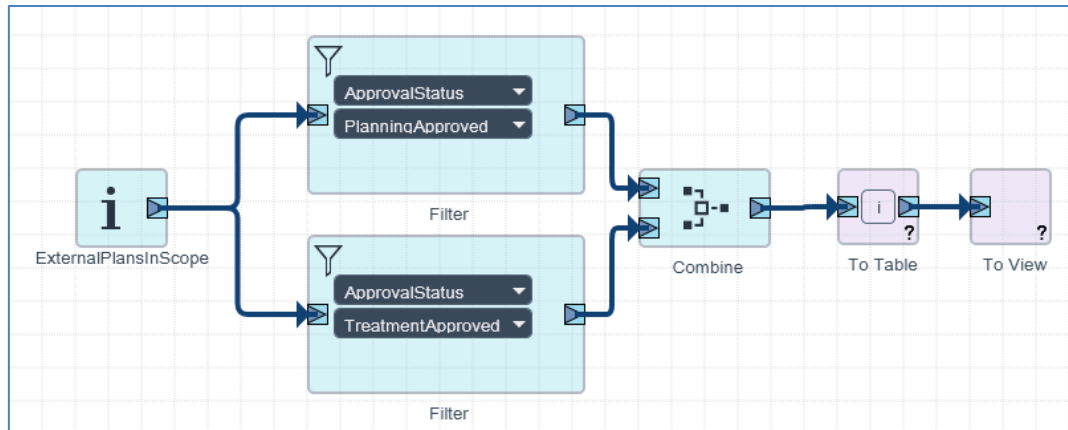 ApprovalStatus
PlanningApproved
Filter
i
ExternalPlansInScope
ApprovalStatus
TreatmentApproved
Filter
Combine
i
?
To Table
?
To View